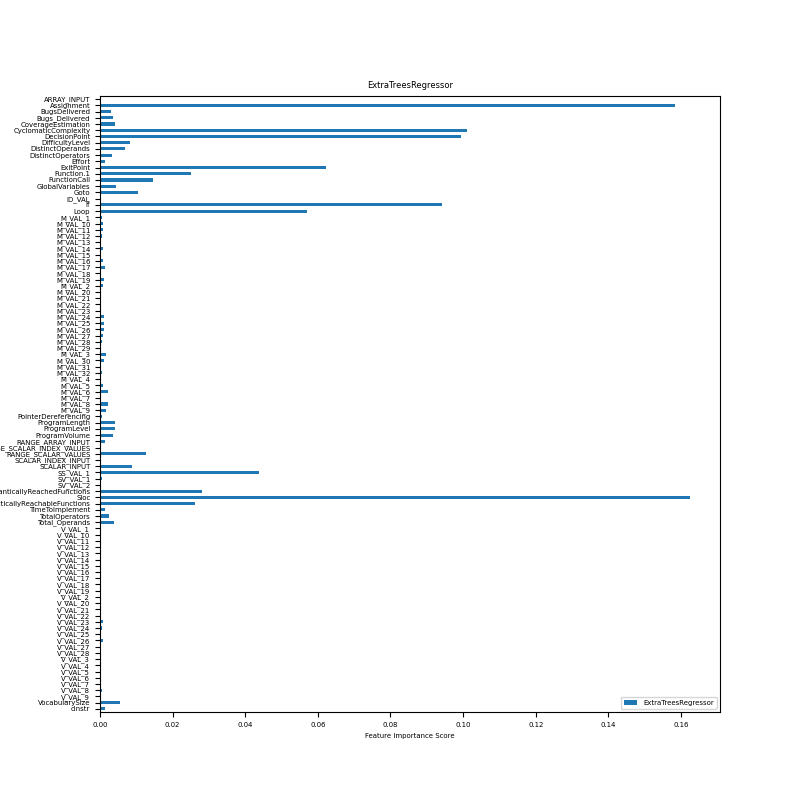 ExtraTreesRegressor
ARRAY_INPUT
Assignment
BugsDelivered
Bugs_Delivered
CoverageEstimation
CyclomaticComplexity
DecisionPoint
DifficultyLevel
DistinctOperands
DistinctOperators
Effort
ExitPoint
Function.1
FunctionCall
GlobalVariables
Goto
ID_VAL
If
Loop
M_VAL_1
M_VAL_10
M_VAL_11
M_VAL_12
M_VAL_13
M_VAL_14
M_VAL_15
M_VAL_16
M_VAL_17
M_VAL_18
M_VAL_19
M_VAL_2
M_VAL_20
M_VAL_21
M_VAL_22
M_VAL_23
M_VAL_24
M_VAL_25
M_VAL_26
M_VAL_27
M_VAL_28
M_VAL_29
M_VAL_3
M_VAL_30
M_VAL_31
M_VAL_32
M_VAL_4
M_VAL_5
M_VAL_6
M_VAL_7
M_VAL_8
M_VAL_9
PointerDereferencing
ProgramLength
ProgramLevel
ProgramVolume
RANGE_ARRAY_INPUT
E_SCALAR_INDEX_VALUES
RANGE_SCALAR_VALUES
SCALAR_INDEX_INPUT
SCALAR_INPUT
SS_VAL_1
SV_VAL_1
SV_VAL_2
anticallyReachedFunctions
Sloc
ticallyReachableFunctions
TimeToImplement
TotalOperators
Total_Operands
V_VAL_1
V_VAL_10
V_VAL_11
V_VAL_12
V_VAL_13
V_VAL_14
V_VAL_15
V_VAL_16
V_VAL_17
V_VAL_18
V_VAL_19
V_VAL_2
V_VAL_20
V_VAL_21
V_VAL_22
V_VAL_23
V_VAL_24
V_VAL_25
V_VAL_26
V_VAL_27
V_VAL_28
V_VAL_3
V_VAL_4
V_VAL_5
V_VAL_6
V_VAL_7
V_VAL_8
V_VAL_9
VocabularySize
cinstr
ExtraTreesRegressor
0.00 0.02 0.04 0.06 0.08 0.10 0.12 0.14 0.16
Feature Importance Score